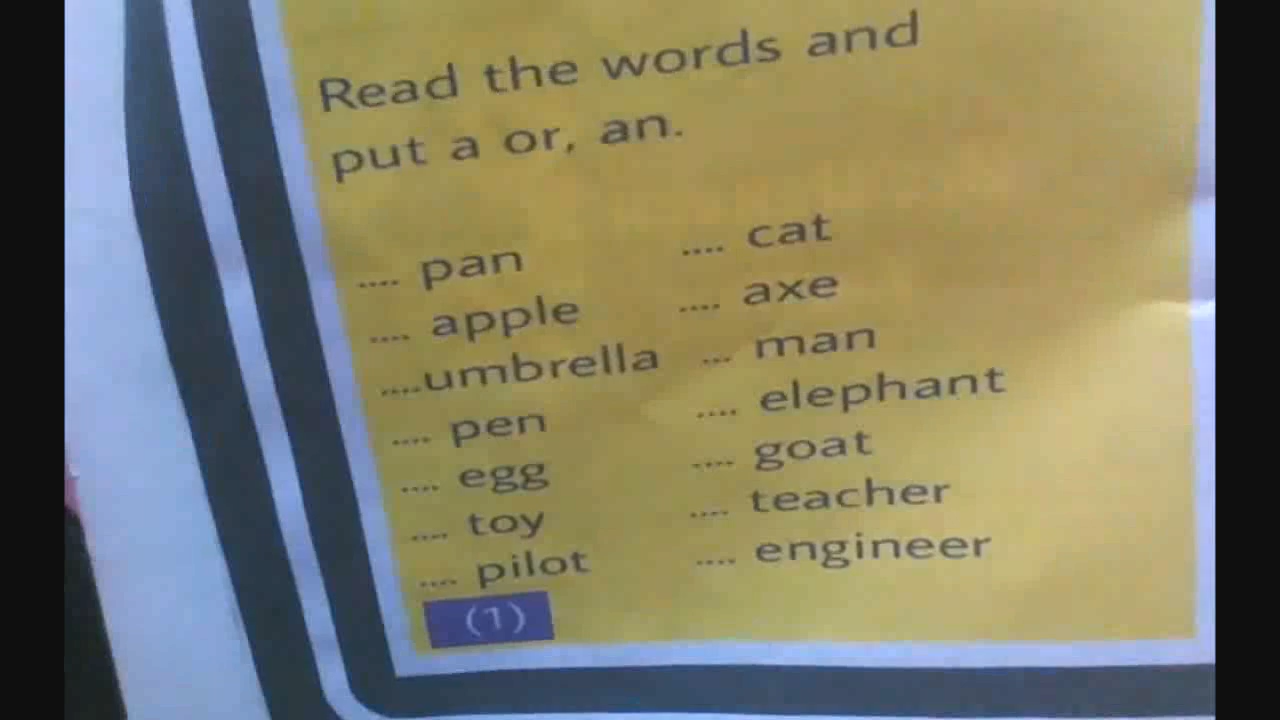 Read the words and
put a or, an.
.... pan .... cat
.... apple .... axe
....umbrella ... man
.... pen .... elephant
.... egg .... goat
.... toy .... teacher
.... pilot .... engineer
(1)